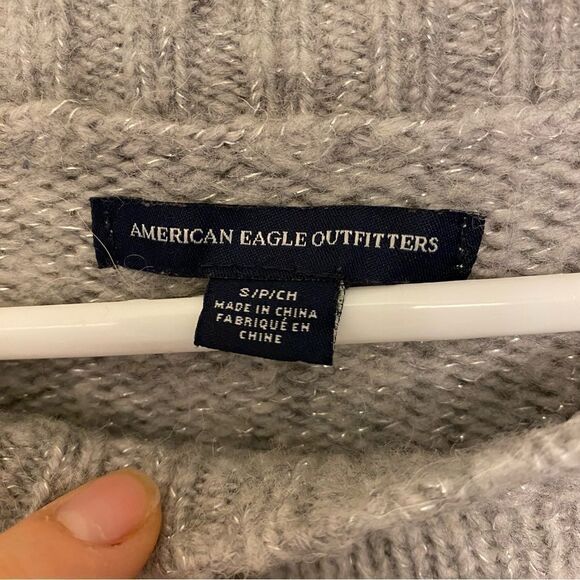 AMERICAN EAGLE OUTFITTERS
S/P/CH
MADE IN CHINA
FABRIQUÉ EN
CHINE